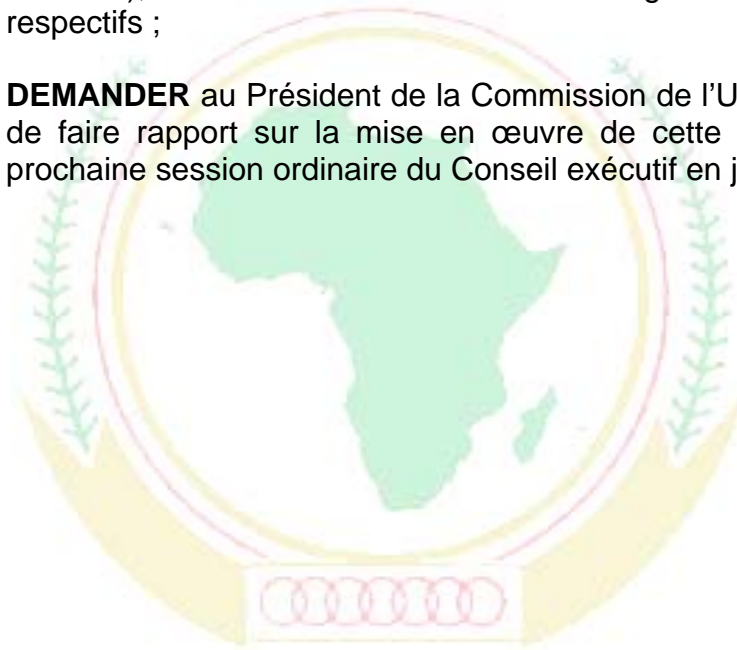 respectifs ;
DEMANDER au Président de la Commission de l'U
de faire rapport sur la mise en œuvre de cette
prochaine session ordinaire du Conseil exécutif en j